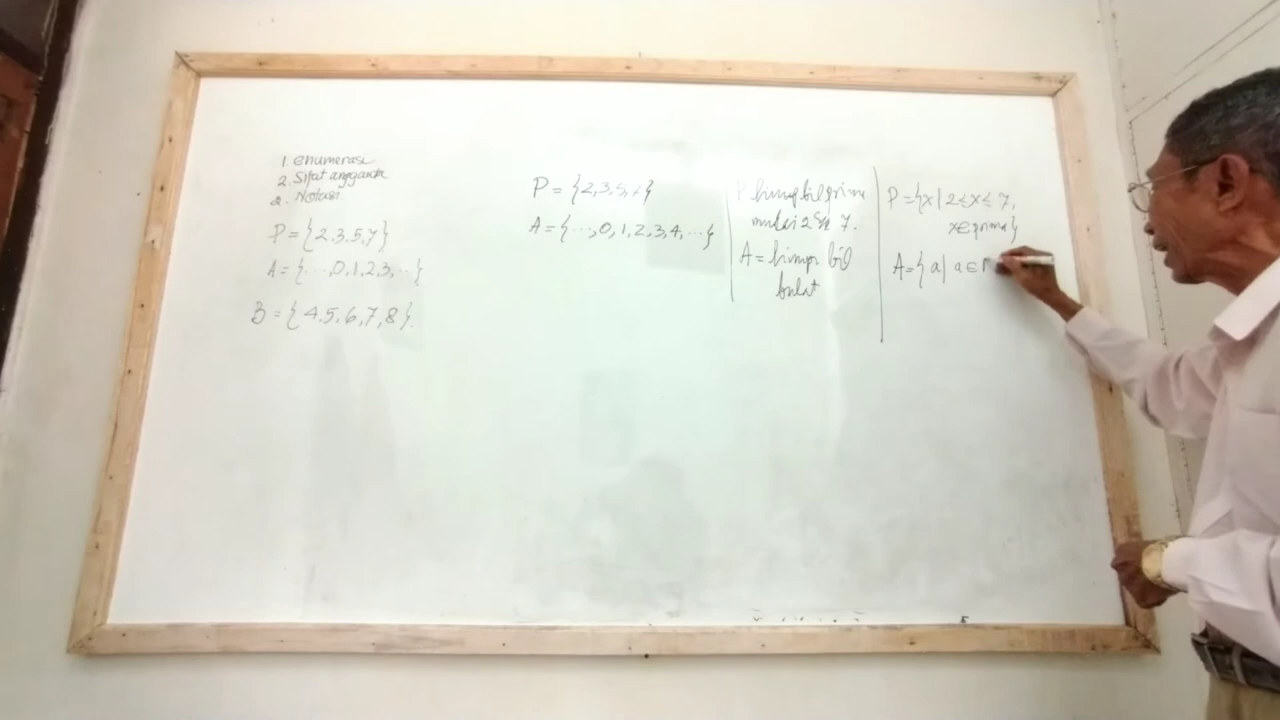 1. enumerasi
2. Sifat anggauta
2. Notasi
P = {2,3,5,7}
A = {...,0,1,2,3,...}
B = {4,5,6,7,8}.
P = {2,3,5,7}
A = {...,0,1,2,3,4,...}
P himp bil prima
mulai 2 7.
A = himp bil
bulat
P = {x | 2 ≤ x ≤ 7,
x ∈ prima}
A = { a | a ∈